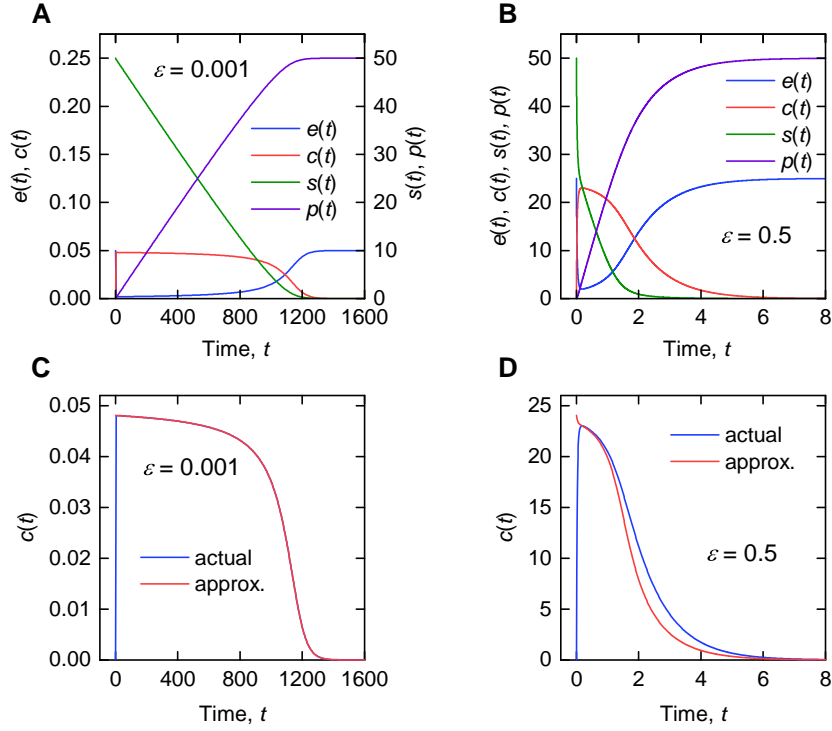 A
0.25
0.20
0.15
0.10
0.05
0.00
e(t), c(t)
50
40
30
20
10
0
s(t), p(t)
ε = 0.001
e(t)
c(t)
s(t)
p(t)
0 400 800 1200 1600
Time, t
B
50
40
30
20
10
0
e(t), c(t), s(t), p(t)
e(t)
c(t)
s(t)
p(t)
ε = 0.5
0 2 4 6 8
Time, t
C
0.05
0.04
0.03
0.02
0.01
0.00
c(t)
ε = 0.001
actual
approx.
0 400 800 1200 1600
Time, t
D
25
20
15
10
5
0
c(t)
actual
approx.
ε = 0.5
0 2 4 6 8
Time, t